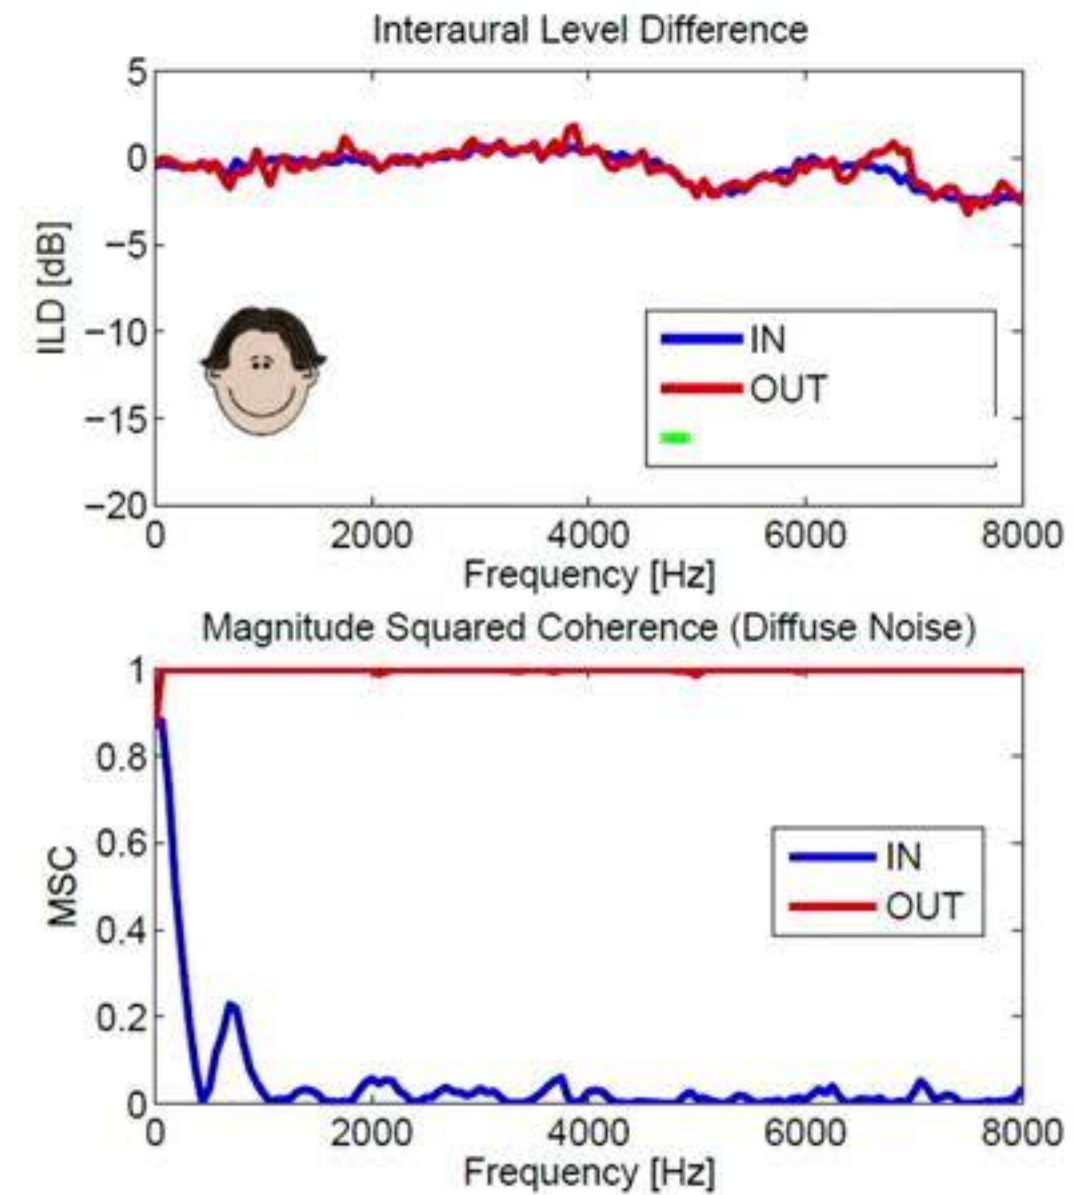 Interaural Level Difference
5
0
−5
−10
−15
−20
ILD [dB]
IN
OUT
0 2000 4000 6000 8000
Frequency [Hz]
Magnitude Squared Coherence (Diffuse Noise)
1
0.8
0.6
0.4
0.2
0
MSC
IN
OUT
0 2000 4000 6000 8000
Frequency [Hz]